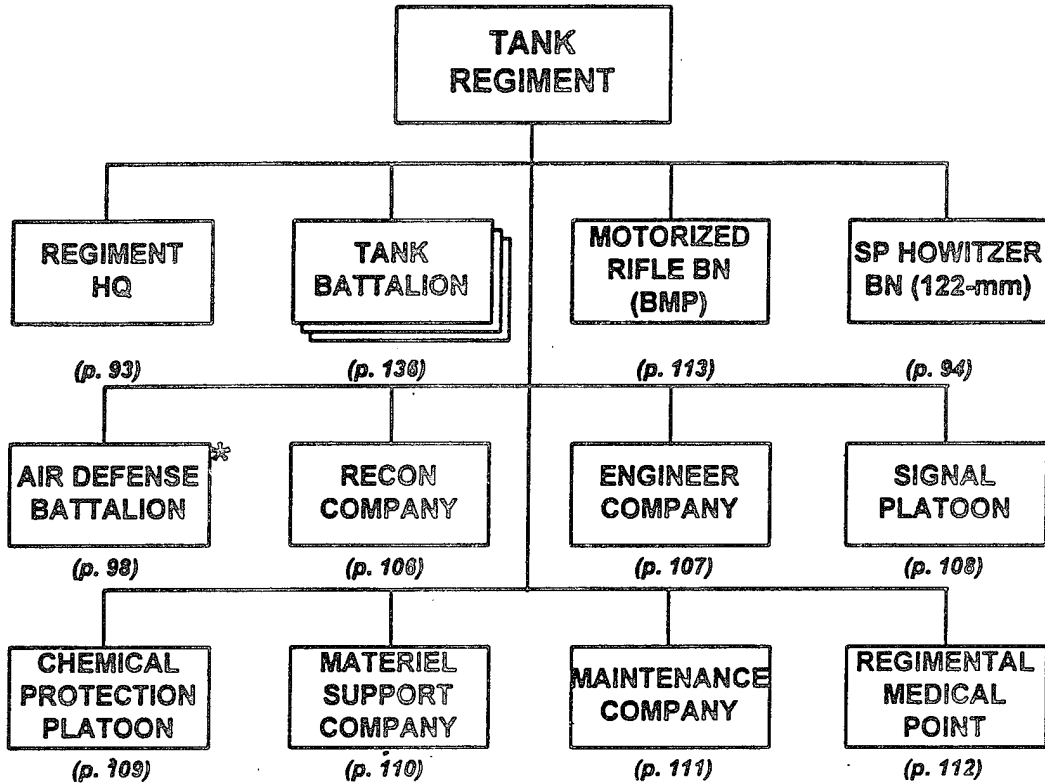 TANK
REGIMENT
REGIMENT
HQ
(p. 93)
TANK
BATTALION
(p. 136)
MOTORIZED
RIFLE BN
(BMP)
(p. 113)
SP HOWITZER
BN (122-mm)
(p. 94)
AIR DEFENSE *
BATTALION
(p. 98)
RECON
COMPANY
(p. 106)
ENGINEER
COMPANY
(p. 107)
SIGNAL
PLATOON
(p. 108)
CHEMICAL
PROTECTION
PLATOON
(p. 109)
MATERIEL
SUPPORT
COMPANY
(p. 110)
MAINTENANCE
COMPANY
(p. 111)
REGIMENTAL
MEDICAL
POINT
(p. 112)